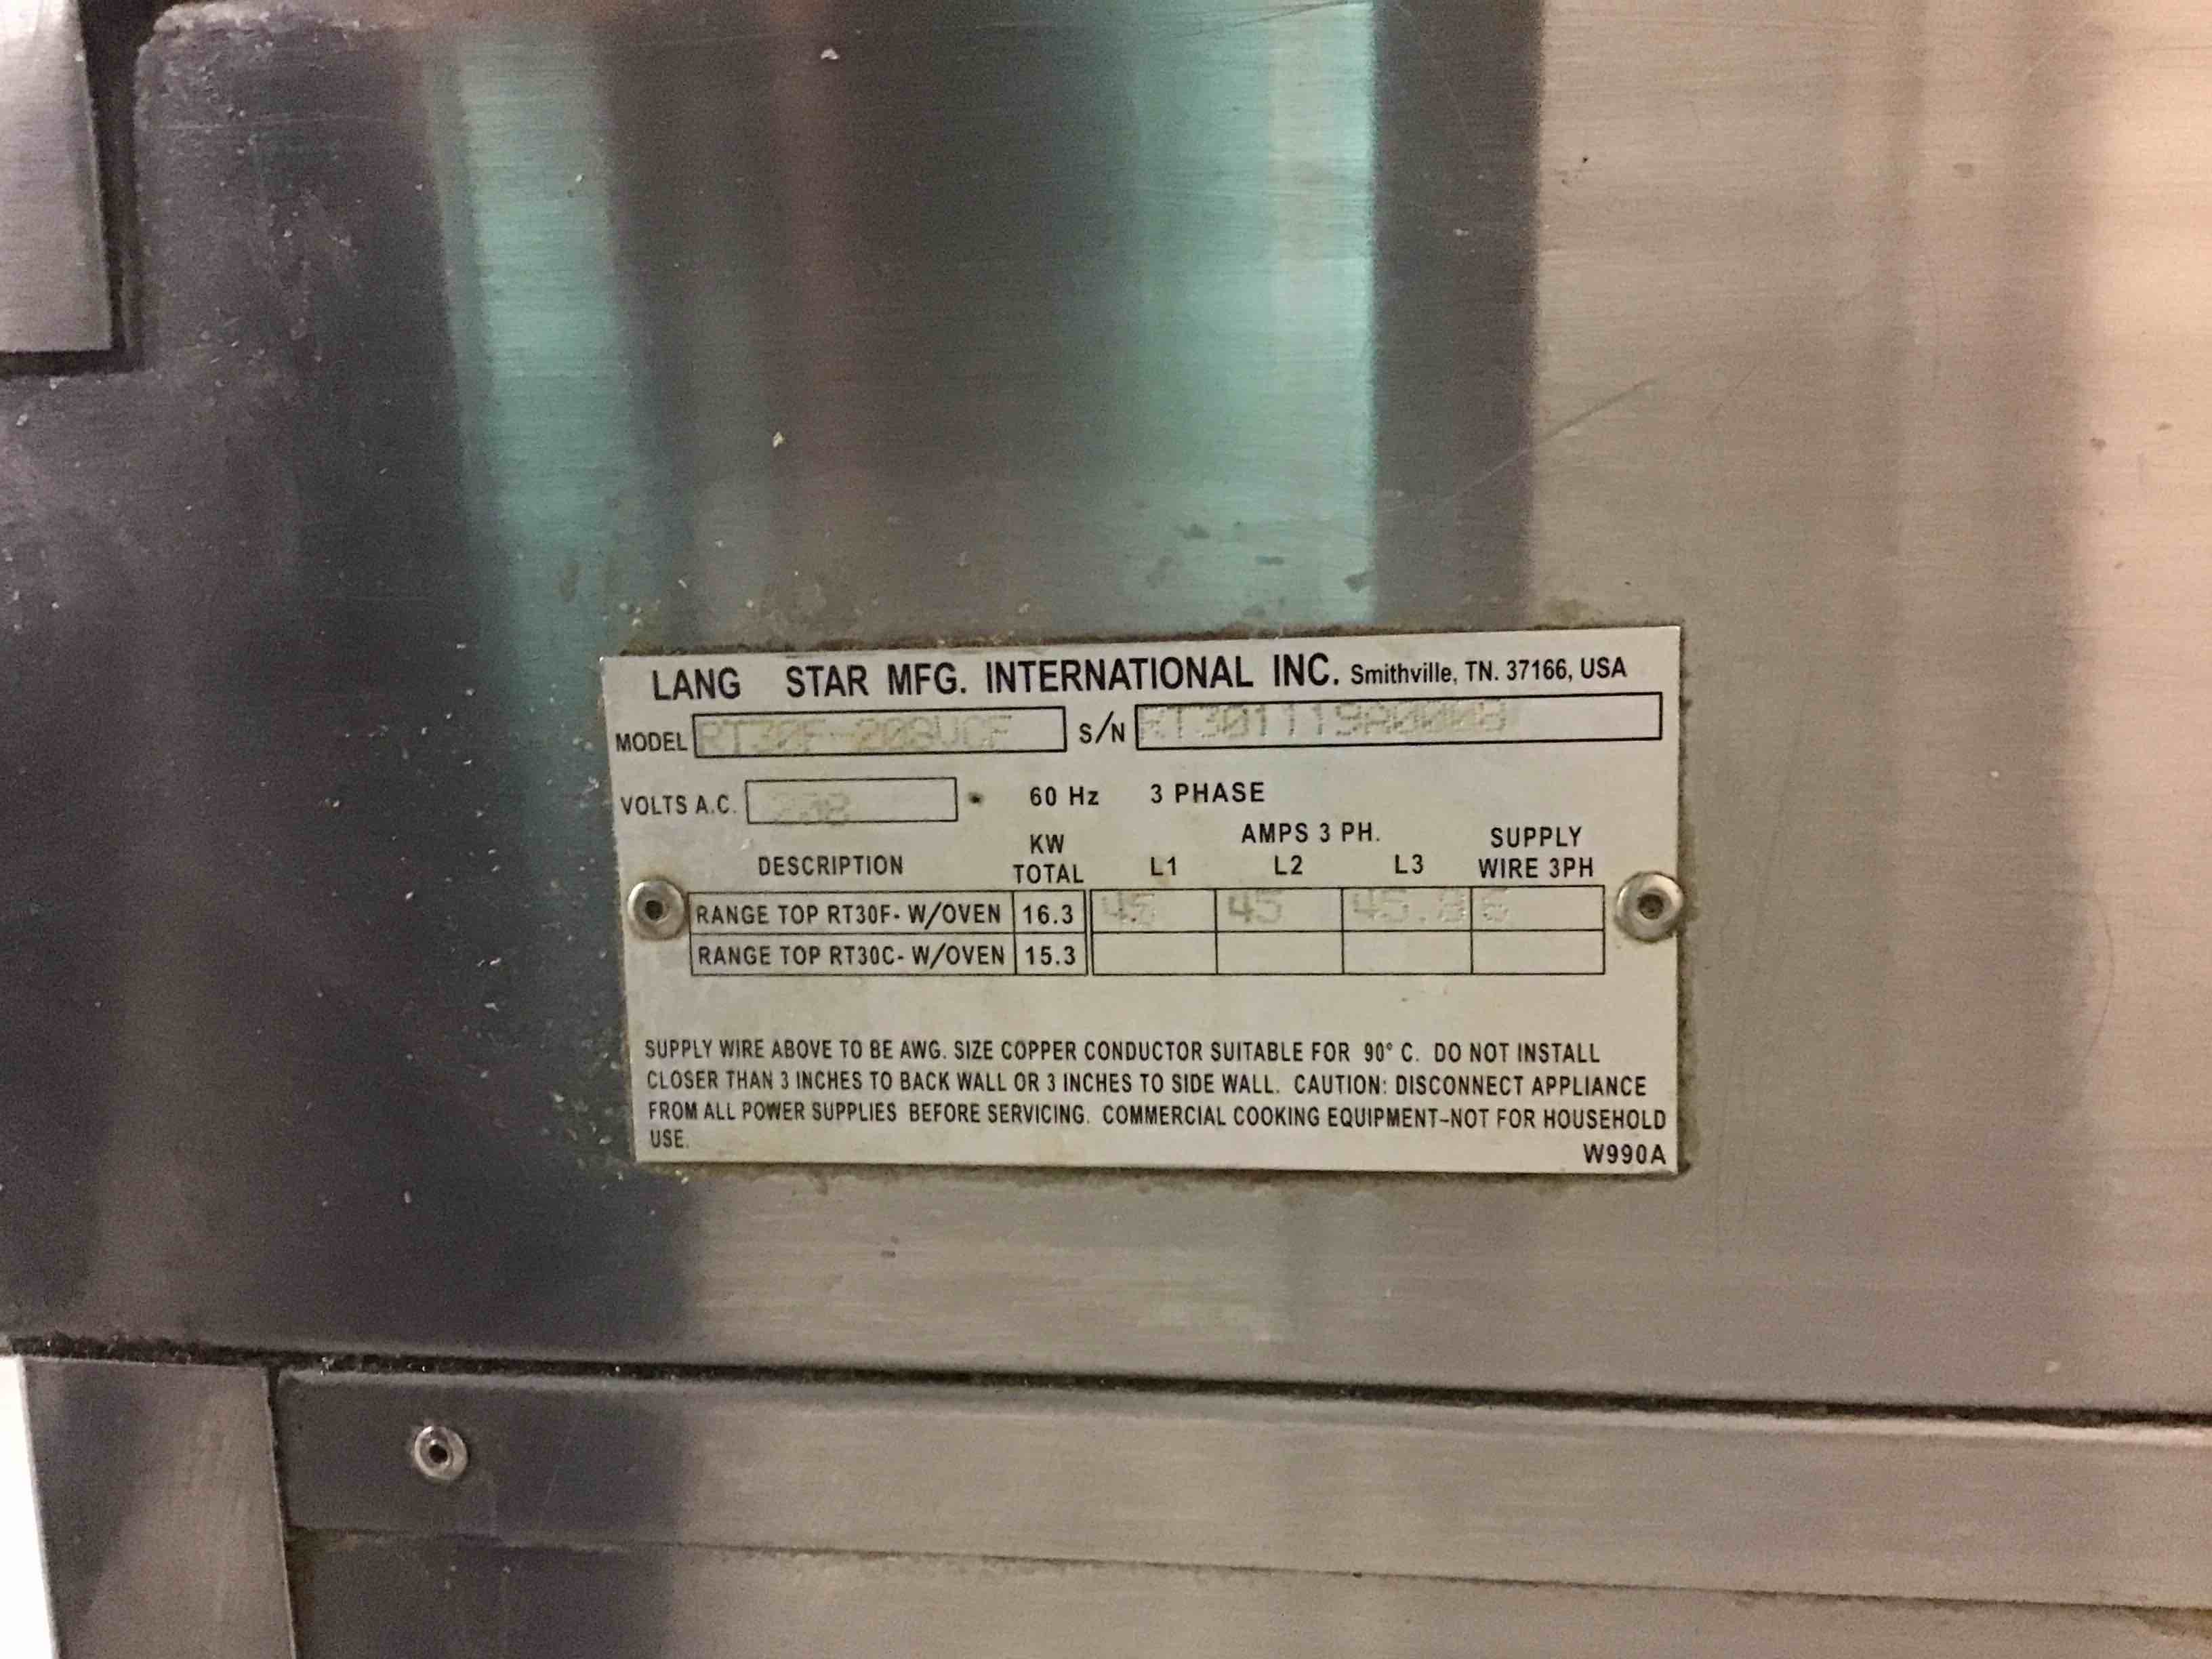 LANG STAR MFG. INTERNATIONAL INC. Smithville, TN. 37166, USA
MODEL S/N
VOLTS A.C. 208 60 Hz 3 PHASE
DESCRIPTION KW TOTAL AMPS 3 PH. L1 L2 L3 SUPPLY WIRE 3PH
RANGE TOP RT30F- W/OVEN 16.3 45 45 45.8 6
RANGE TOP RT30C- W/OVEN 15.3
SUPPLY WIRE ABOVE TO BE AWG. SIZE COPPER CONDUCTOR SUITABLE FOR 90° C. DO NOT INSTALL
CLOSER THAN 3 INCHES TO BACK WALL OR 3 INCHES TO SIDE WALL. CAUTION: DISCONNECT APPLIANCE
FROM ALL POWER SUPPLIES BEFORE SERVICING. COMMERCIAL COOKING EQUIPMENT-NOT FOR HOUSEHOLD
USE.
W990A